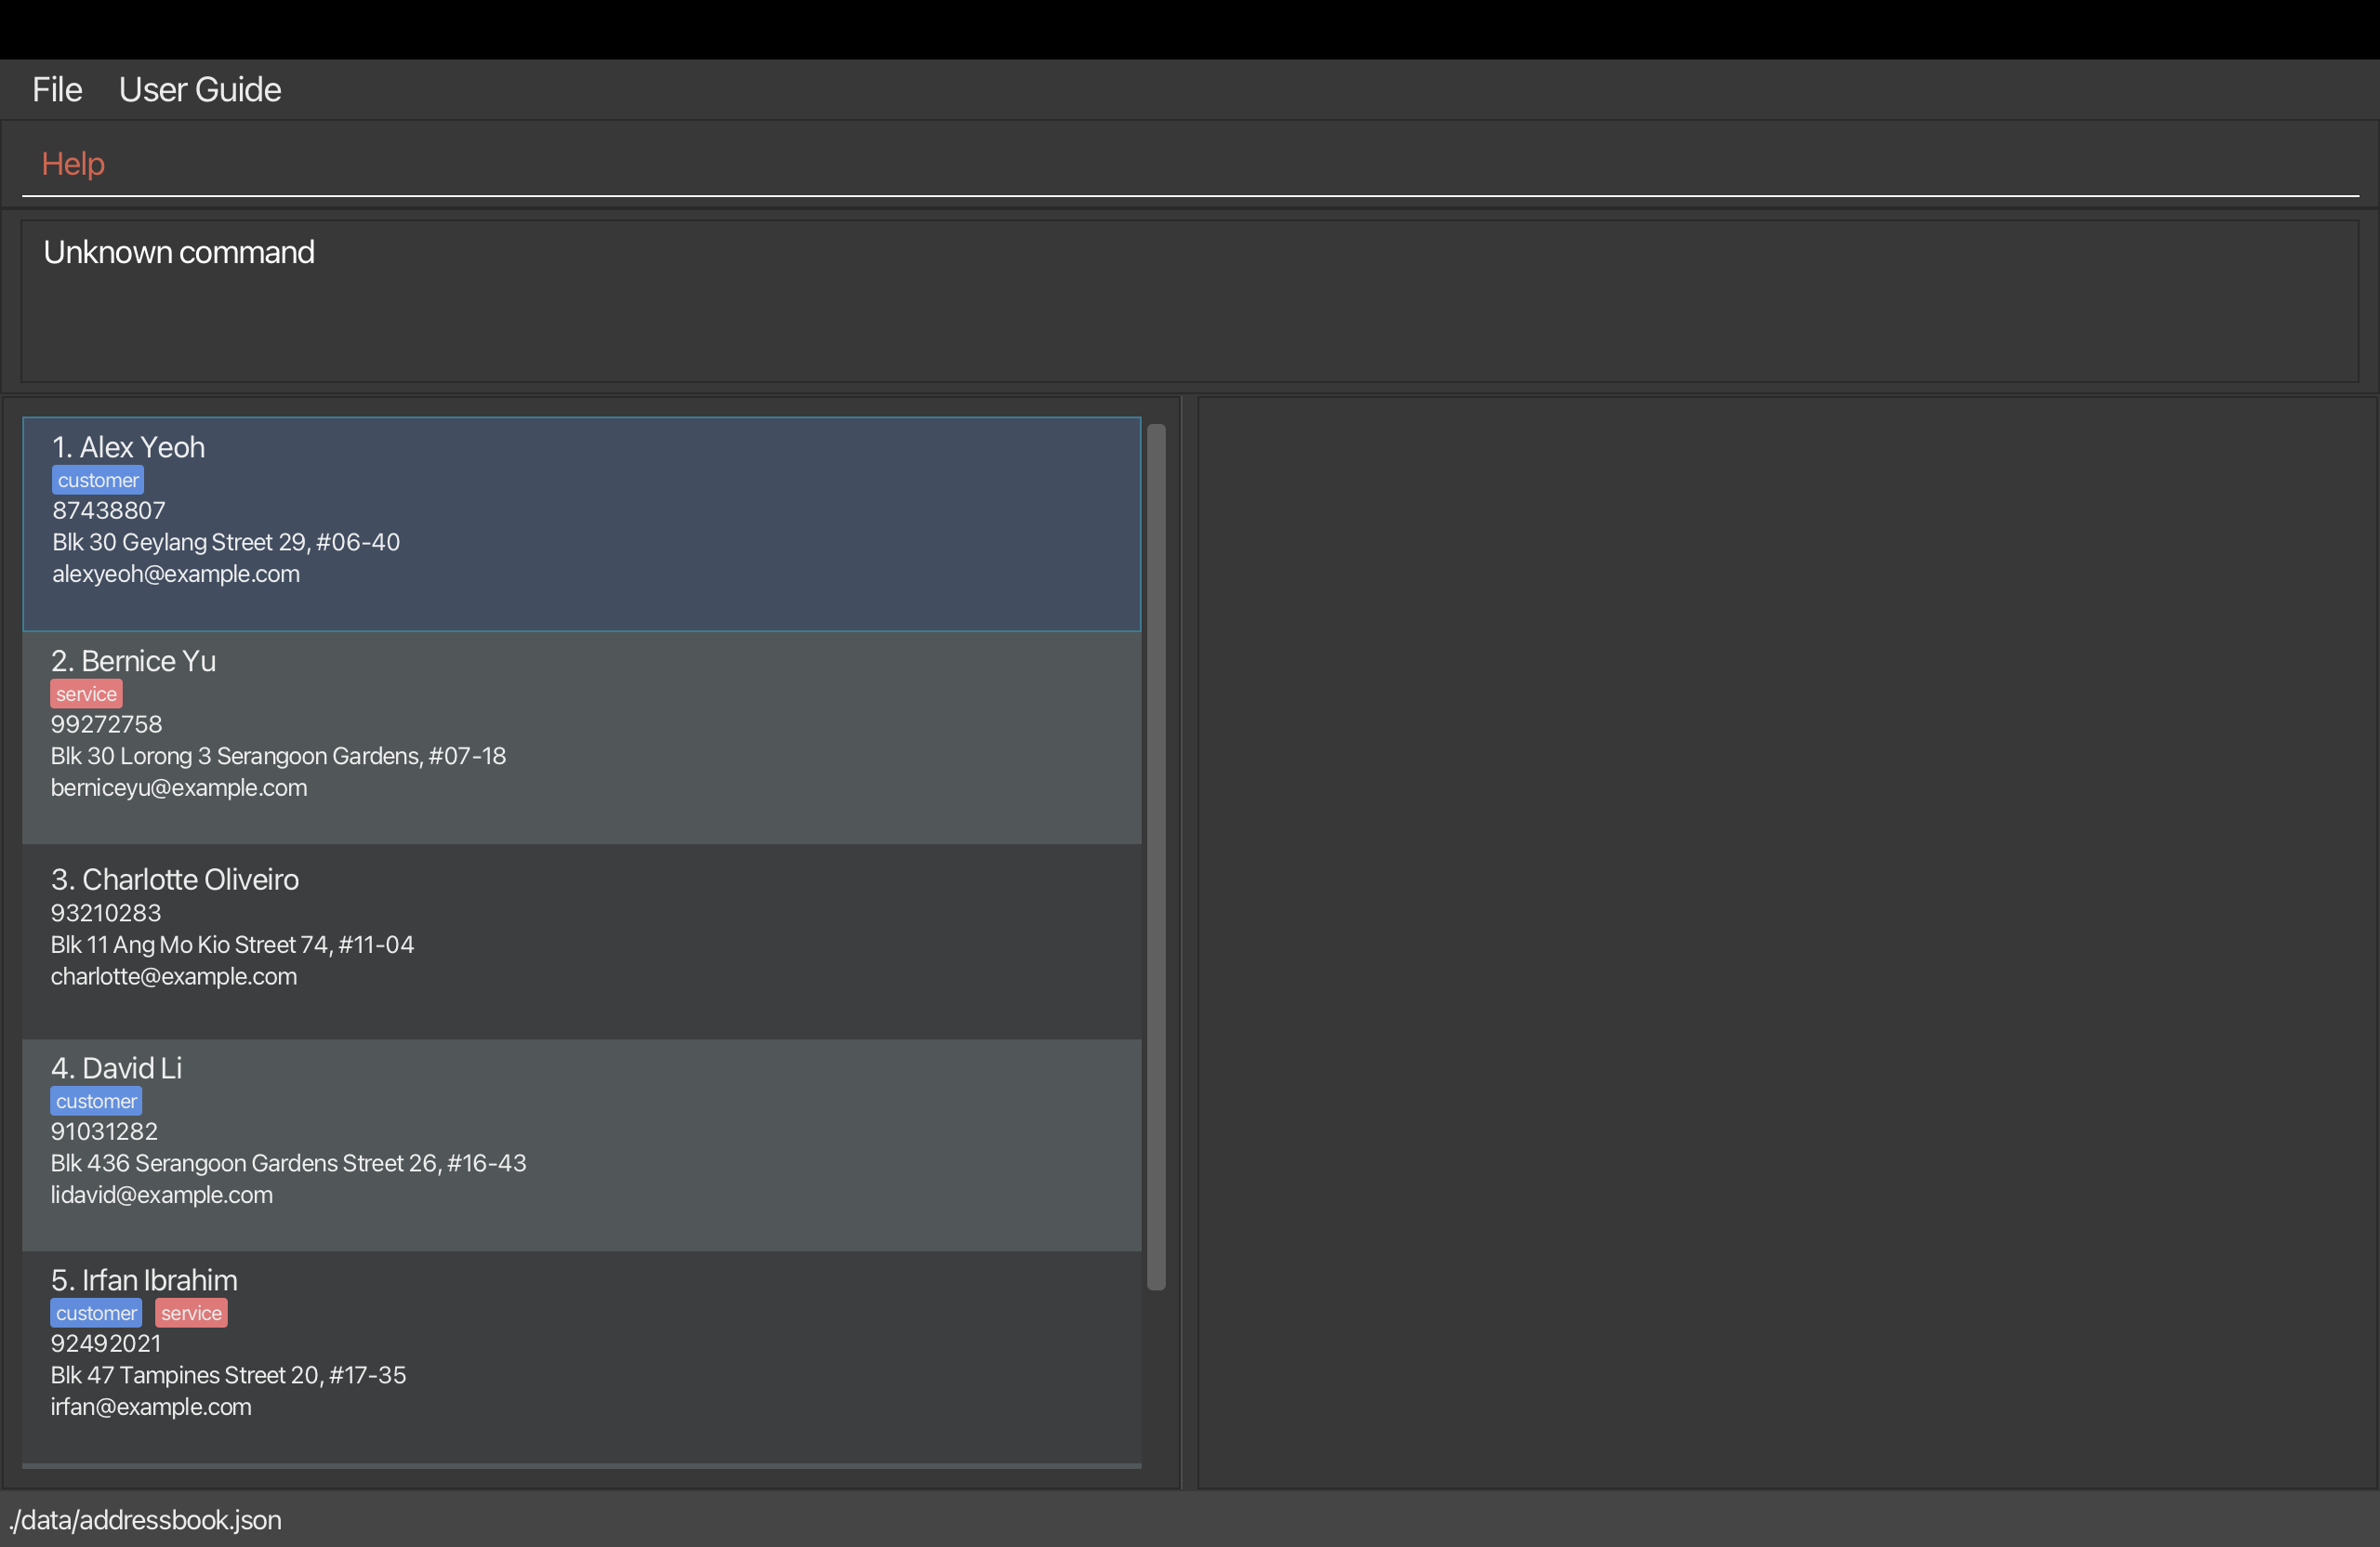 File User Guide
Help
Unknown command
1. Alex Yeoh
customer
87438807
Blk 30 Geylang Street 29, #06-40
alexyeoh@example.com
2. Bernice Yu
service
99272758
Blk 30 Lorong 3 Serangoon Gardens, #07-18
berniceyu@example.com
3. Charlotte Oliveiro
93210283
Blk 11 Ang Mo Kio Street 74, #11-04
charlotte@example.com
4. David Li
customer
91031282
Blk 436 Serangoon Gardens Street 26, #16-43
lidavid@example.com
5. Irfan Ibrahim
customer service
92492021
Blk 47 Tampines Street 20, #17-35
irfan@example.com
./data/addressbook.json